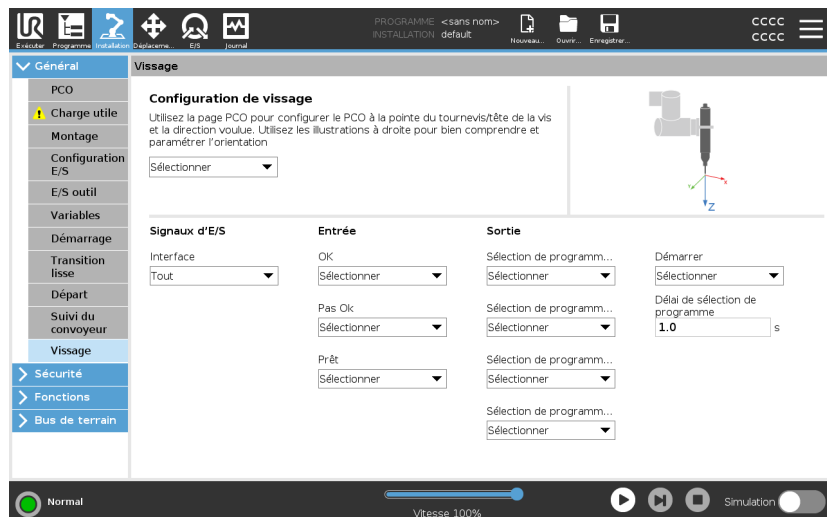 PROGRAMME <sans nom>
INSTALLATION default
CCCC
CCCC
Exécuter Programme Installation Déplaceme... E/S Journal
Nouveau... Ouvrir... Enregistrer...
Général
PCO
Charge utile
Montage
Configuration
E/S
E/S outil
Variables
Démarrage
Transition
lisse
Départ
Suivi du
convoyeur
Vissage
Sécurité
Fonctions
Bus de terrain
Vissage
Configuration de vissage
Utilisez la page PCO pour configurer le PCO à la pointe du tournevis/tête de la vis
et la direction voulue. Utilisez les illustrations à droite pour bien comprendre et
paramétrer l'orientation
Sélectionner
Y X
Z
Signaux d'E/S
Interface
Tout
Entrée
OK
Sélectionner
Pas Ok
Sélectionner
Prêt
Sélectionner
Sortie
Sélection de programm...
Sélectionner
Sélection de programm...
Sélectionner
Sélection de programm...
Sélectionner
Sélection de programm...
Sélectionner
Démarrer
Sélectionner
Délai de sélection de
programme
1.0 s
Normal
Vitesse 100%
Simulation